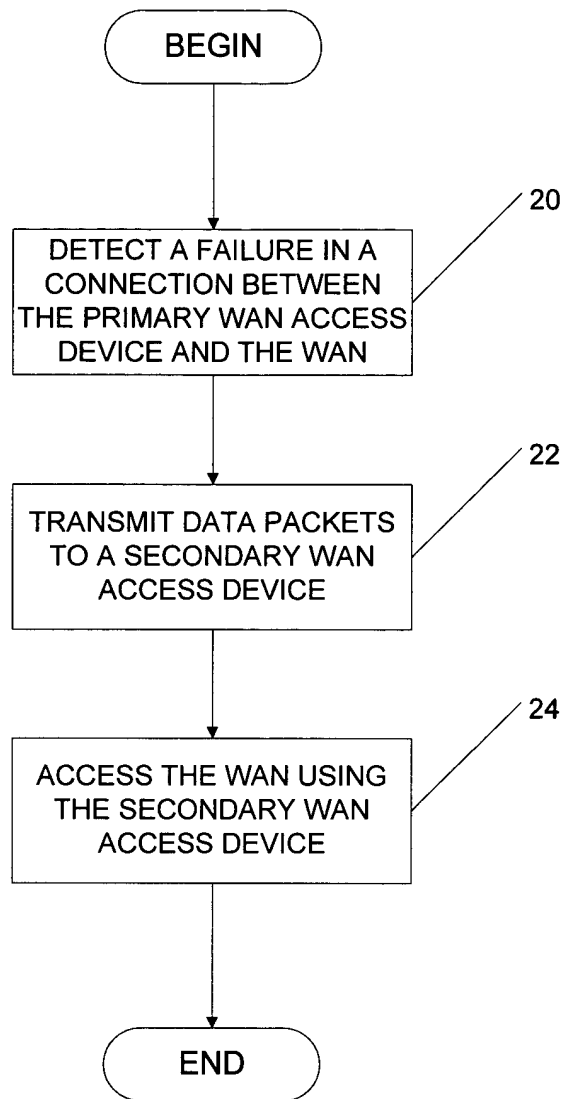 BEGIN
20
DETECT A FAILURE IN A
CONNECTION BETWEEN
THE PRIMARY WAN ACCESS
DEVICE AND THE WAN
22
TRANSMIT DATA PACKETS
TO A SECONDARY WAN
ACCESS DEVICE
24
ACCESS THE WAN USING
THE SECONDARY WAN
ACCESS DEVICE
END